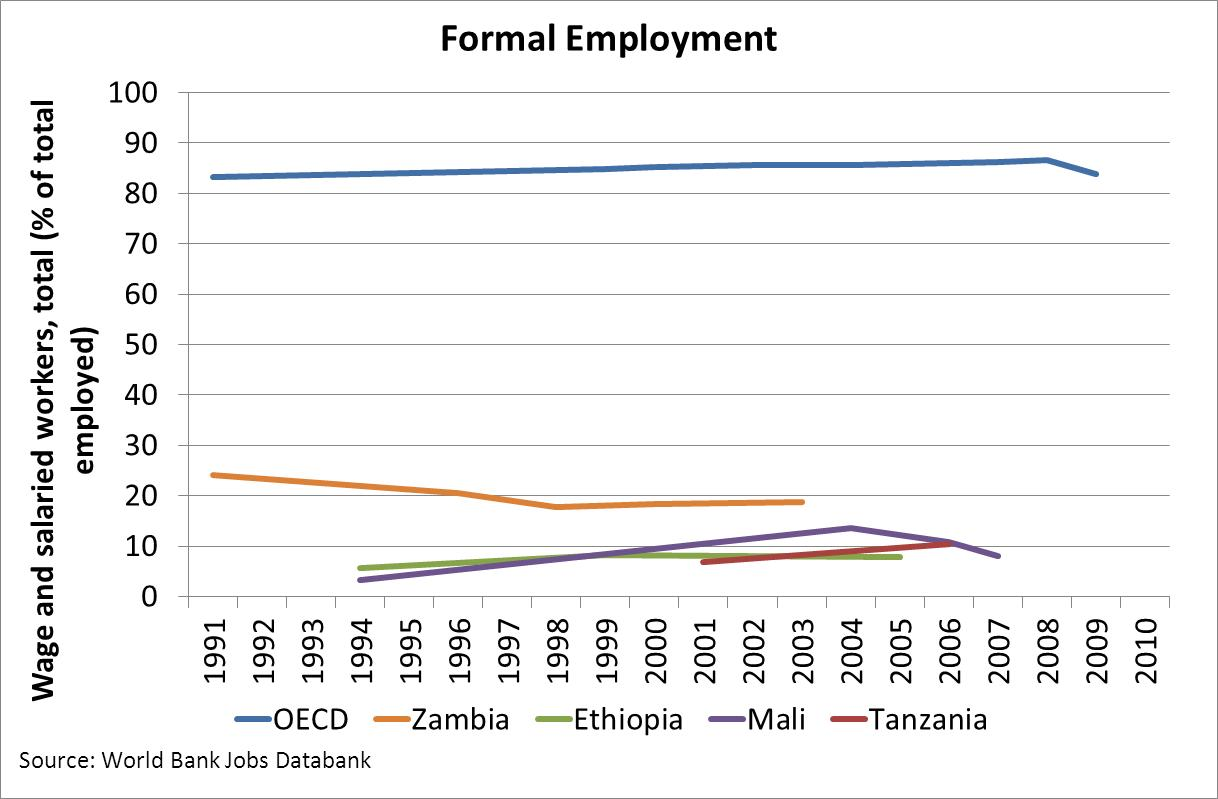 Formal Employment
Wage and salaried workers, total (% of total
employed)
100
90
80
70
60
50
40
30
20
10
0
1991 1992 1993 1994 1995 1996 1997 1998 1999 2000 2001 2002 2003 2004 2005 2006 2007 2008 2009 2010
OECD Zambia Ethiopia Mali Tanzania
Source: World Bank Jobs Databank